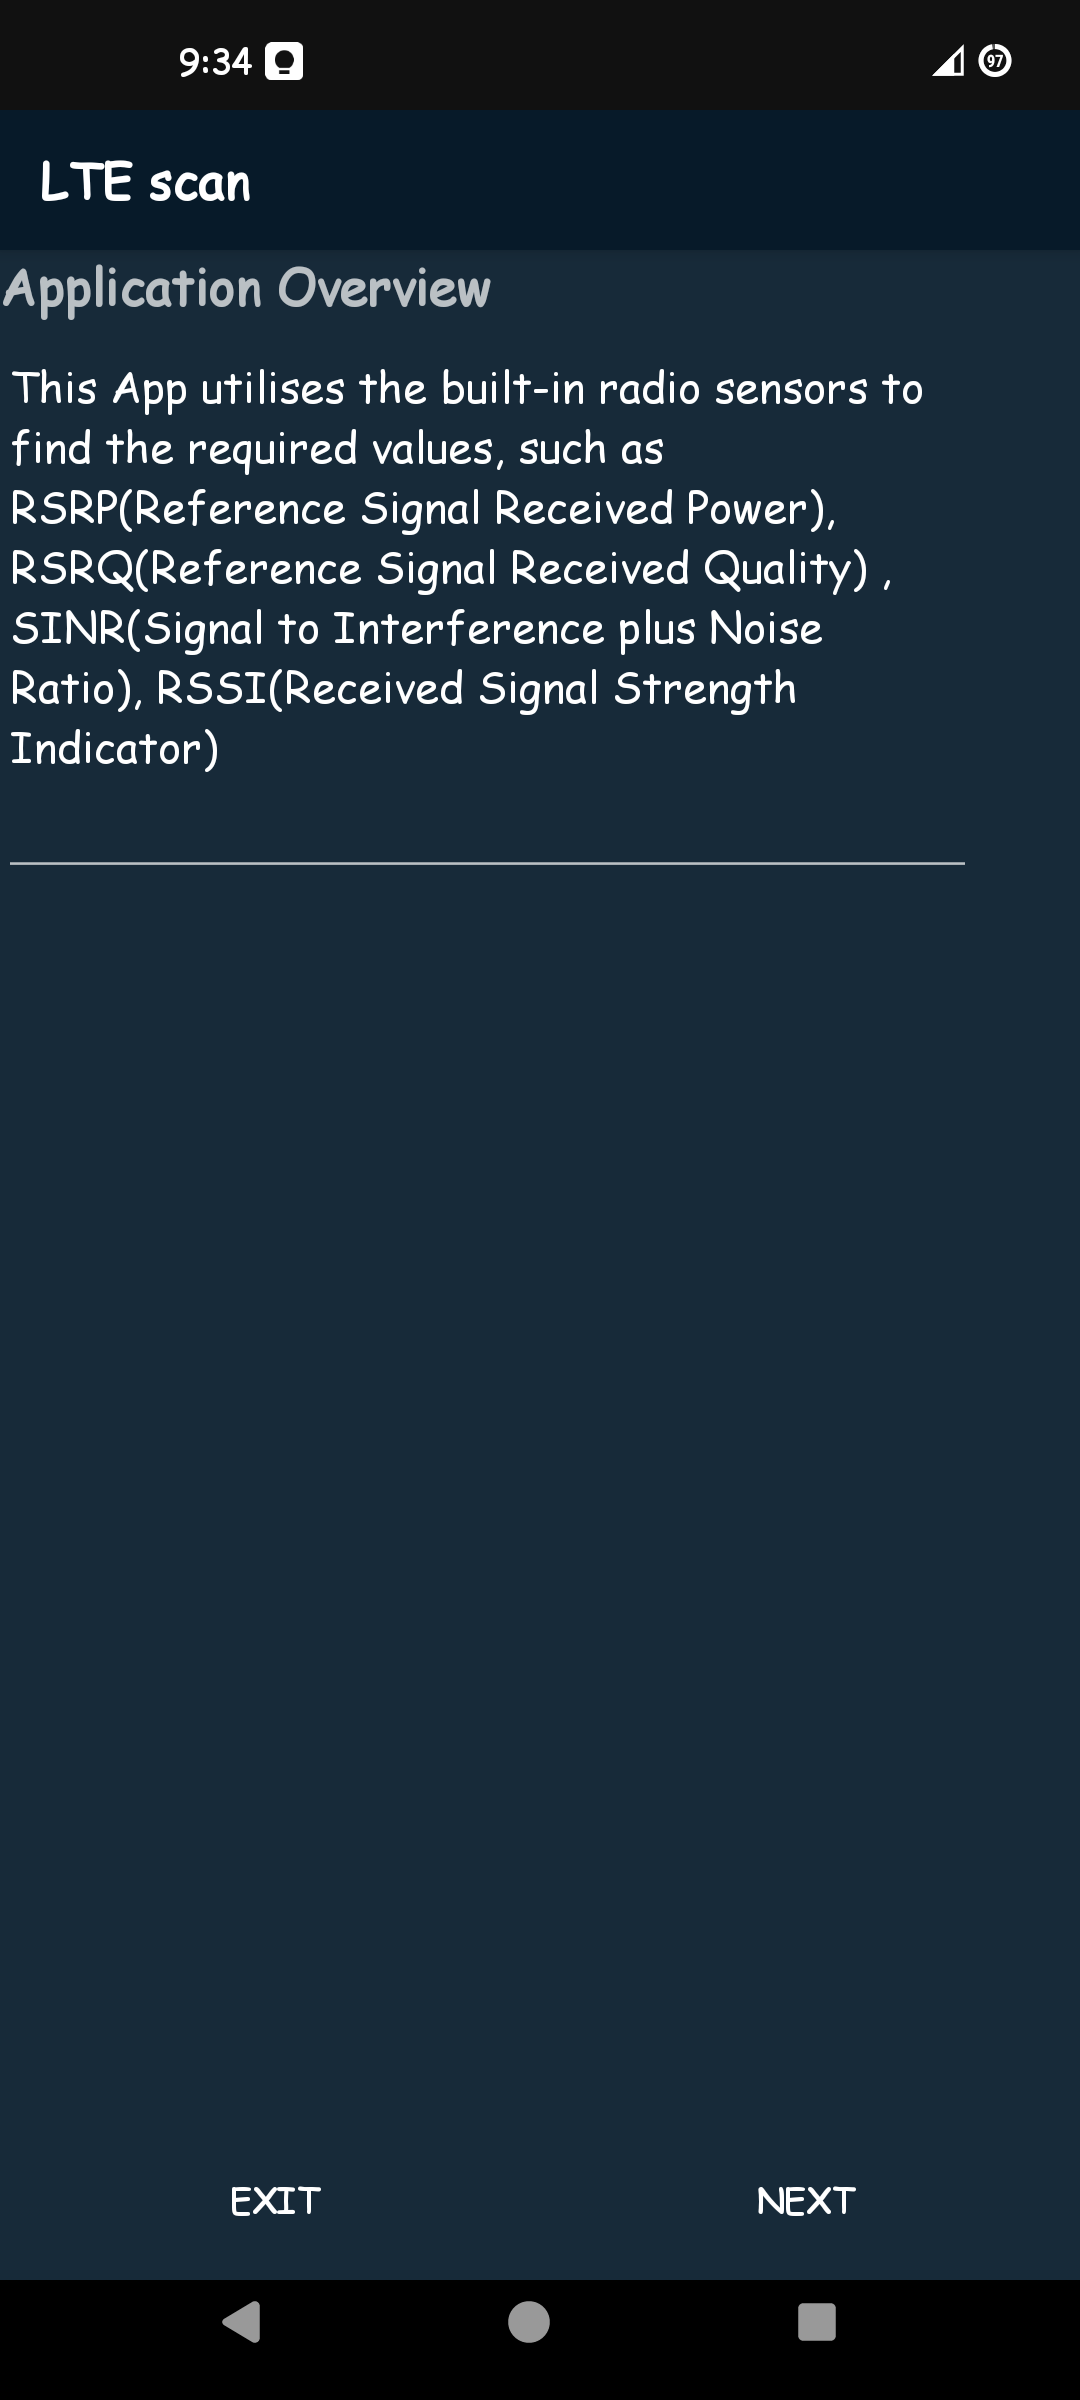 9:34
97
LTE scan
Application Overview
This App utilises the built-in radio sensors to
find the required values, such as
RSRP(Reference Signal Received Power),
RSRQ(Reference Signal Received Quality) ,
SINR(Signal to Interference plus Noise
Ratio), RSSI(Received Signal Strength
Indicator)
EXIT NEXT